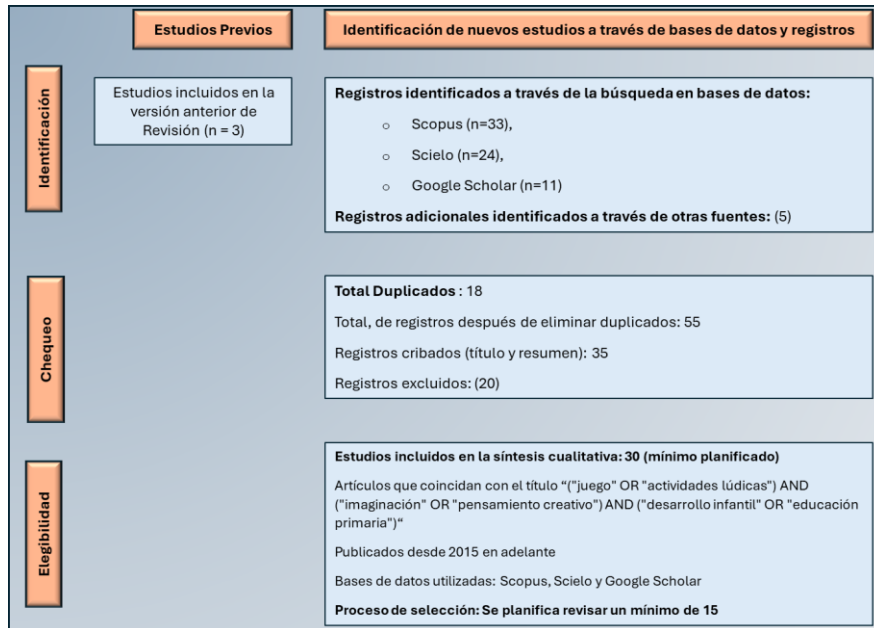 Estudios Previos
Identificación de nuevos estudios a través de bases de datos y registros
Identificación
Estudios incluidos en la
versión anterior de
Revisión (n = 3)
Registros identificados a través de la búsqueda en bases de datos:
o Scopus (n=33),
o Scielo (n=24),
o Google Scholar (n=11)
Registros adicionales identificados a través de otras fuentes: (5)
Chequeo
Total Duplicados : 18
Total, de registros después de eliminar duplicados: 55
Registros cribados (título y resumen): 35
Registros excluidos: (20)
Elegibilidad
Estudios incluidos en la síntesis cualitativa: 30 (mínimo planificado)
Artículos que coincidan con el título “("juego" OR "actividades lúdicas") AND
("imaginación" OR "pensamiento creativo") AND ("desarrollo infantil" OR "educación
primaria")“
Publicados desde 2015 en adelante
Bases de datos utilizadas: Scopus, Scielo y Google Scholar
Proceso de selección: Se planifica revisar un mínimo de 15